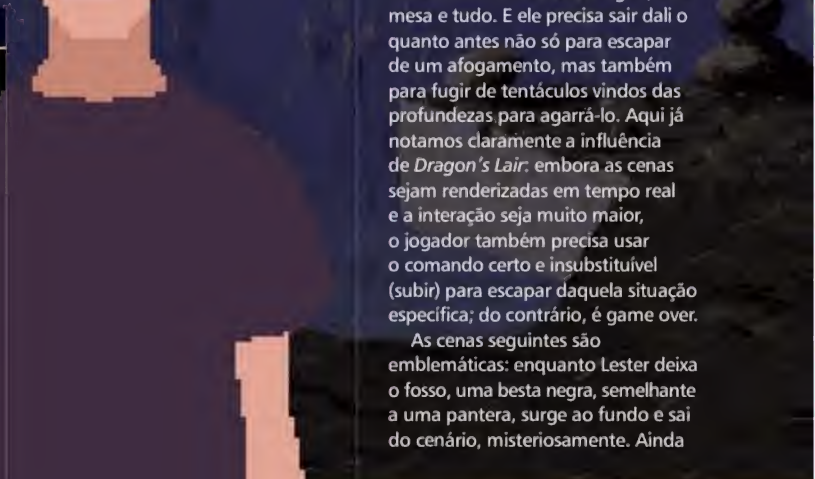 mesa e tudo. E ele precisa sair dali o
quanto antes não só para escapar
de um afogamento, mas também
para fugir de tentáculos vindos das
profundezas para agarrá-lo. Aqui já
notamos claramente a influência
de Dragon's Lair: embora as cenas
sejam renderizadas em tempo real
e a interação seja muito maior,
o jogador também precisa usar
o comando certo e insubstituível
(subir) para escapar daquela situação
específica; do contrário, é game over.
As cenas seguintes são
emblemáticas: enquanto Lester deixa
o fosso, uma besta negra, semelhante
a uma pantera, surge ao fundo e sai
do cenário, misteriosamente. Ainda